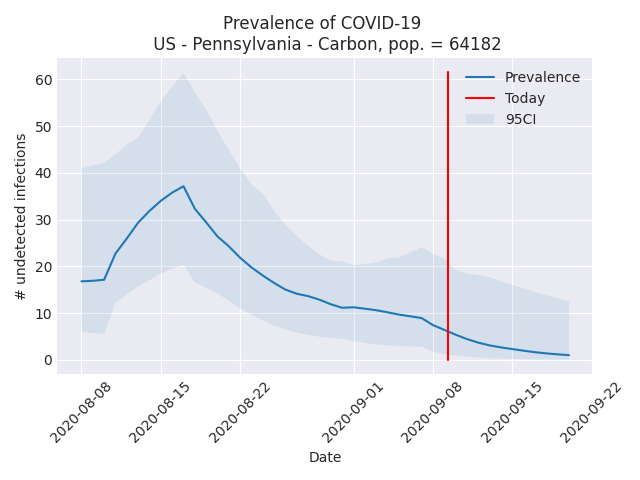 Prevalence of COVID-19
US - Pennsylvania - Carbon, pop. = 64182
Prevalence
Today
95CI
# undetected infections
60
50
40
30
20
10
0
2020-08-08
2020-08-15
2020-08-22
2020-09-01
2020-09-08
2020-09-15
2020-09-22
Date